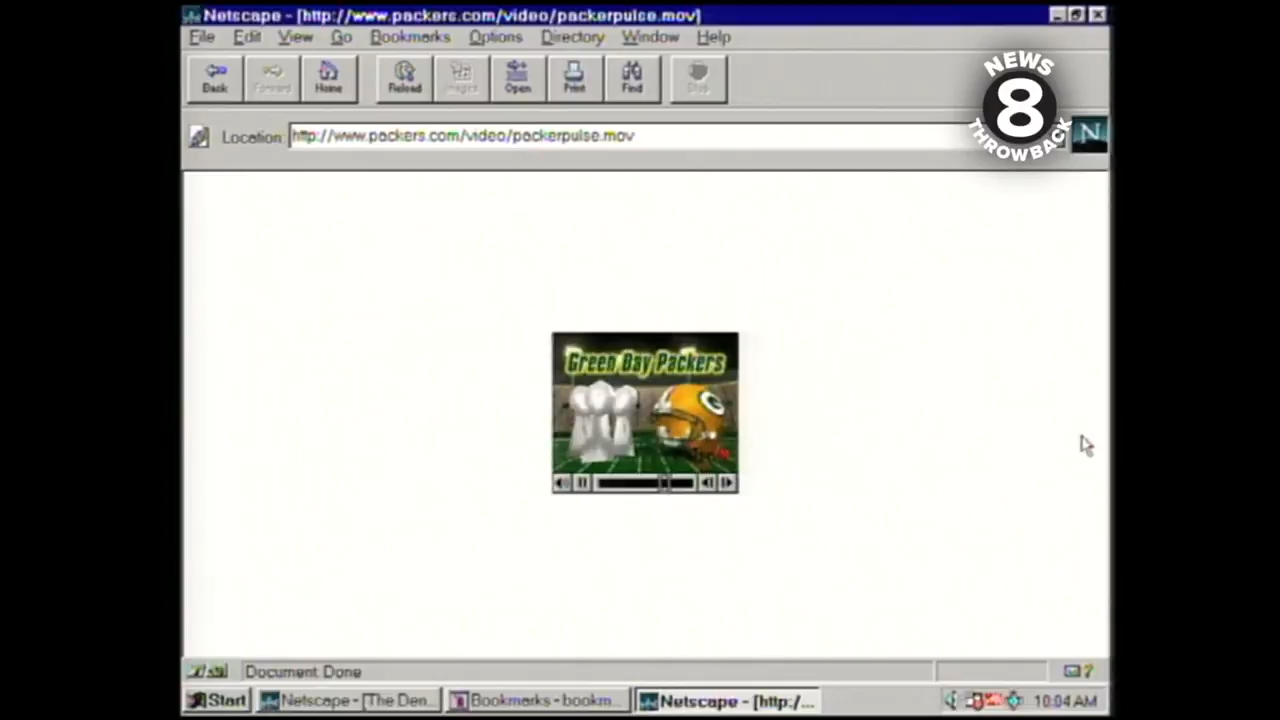 Netscape - [http://www.packers.com/video/packerpulse.mov]
File Edit View Go Bookmarks Options Directory Window Help
Back Forward Home Reload Images Open Print Find Stop
NEWS
8
THROWBACK
Location: http://www.packers.com/video/packerpulse.mov
N
Green Bay Packers
G
Document Done
Start Netscape - [The Den... Bookmarks - bookm... Netscape - [http:/... 10:04 AM